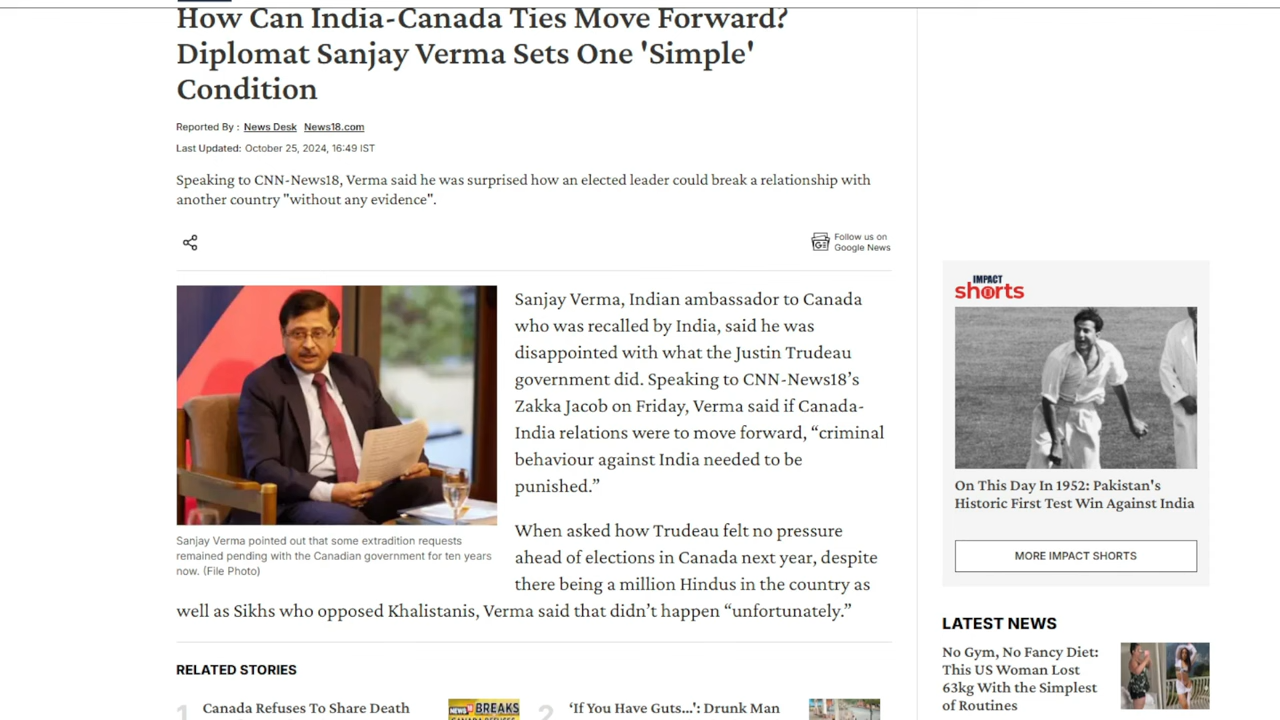 How Can India-Canada Ties Move Forward?
Diplomat Sanjay Verma Sets One 'Simple'
Condition
Reported By : News Desk News18.com
Last Updated: October 25, 2024, 16:49 IST
Speaking to CNN-News18, Verma said he was surprised how an elected leader could break a relationship with
another country "without any evidence".
Follow us on
Google News
Sanjay Verma, Indian ambassador to Canada
who was recalled by India, said he was
disappointed with what the Justin Trudeau
government did. Speaking to CNN-News18’s
Zakka Jacob on Friday, Verma said if Canada-
India relations were to move forward, “criminal
behaviour against India needed to be
punished.”
Sanjay Verma pointed out that some extradition requests
remained pending with the Canadian government for ten years
now. (File Photo)
When asked how Trudeau felt no pressure
ahead of elections in Canada next year, despite
there being a million Hindus in the country as
well as Sikhs who opposed Khalistanis, Verma said that didn’t happen “unfortunately.”
RELATED STORIES
1 Canada Refuses To Share Death
NEWS18 BREAKS
2 ‘If You Have Guts...’: Drunk Man
IMPACT
shorts
On This Day In 1952: Pakistan's
Historic First Test Win Against India
MORE IMPACT SHORTS
LATEST NEWS
No Gym, No Fancy Diet:
This US Woman Lost
63kg With the Simplest
of Routines